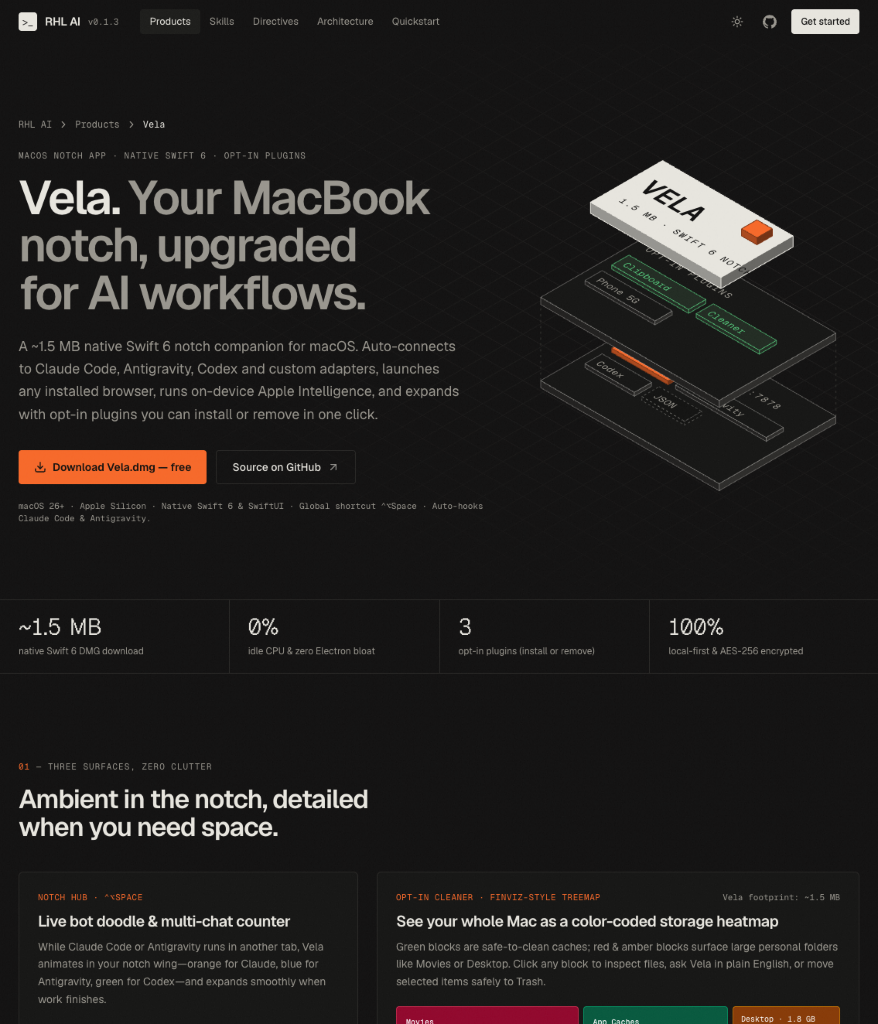 >_ RHL AI v0.1.3 Products Skills Directives Architecture Quickstart Get started
RHL AI > Products > Vela
MACOS NOTCH APP · NATIVE SWIFT 6 · OPT-IN PLUGINS
Vela. Your MacBook
notch, upgraded
for AI workflows.
A ~1.5 MB native Swift 6 notch companion for macOS. Auto-connects
to Claude Code, Antigravity, Codex and custom adapters, launches
any installed browser, runs on-device Apple Intelligence, and expands
with opt-in plugins you can install or remove in one click.
Download Vela.dmg — free
Source on GitHub ↗
macOS 26+ · Apple Silicon · Native Swift 6 & SwiftUI · Global shortcut ⌃⌥Space · Auto-hooks
Claude Code & Antigravity.
VELA
1.5 MB · SWIFT 6 NOTCH
OPT-IN PLUGINS
Clipboard
Phone BG
Cleaner
Codex
JSON
:7878
~1.5 MB
native Swift 6 DMG download
0%
idle CPU & zero Electron bloat
3
opt-in plugins (install or remove)
100%
local-first & AES-256 encrypted
01 — THREE SURFACES, ZERO CLUTTER
Ambient in the notch, detailed
when you need space.
NOTCH HUB · ⌃⌥SPACE
Live bot doodle & multi-chat counter
While Claude Code or Antigravity runs in another tab, Vela
animates in your notch wing—orange for Claude, blue for
Antigravity, green for Codex—and expands smoothly when
work finishes.
OPT-IN CLEANER · FINVIZ-STYLE TREEMAP
Vela footprint: ~1.5 MB
See your whole Mac as a color-coded storage heatmap
Green blocks are safe-to-clean caches; red & amber blocks surface large personal folders
like Movies or Desktop. Click any block to inspect files, ask Vela in plain English, or move
selected items safely to Trash.
Movies
App Caches
Desktop · 1.8 GB